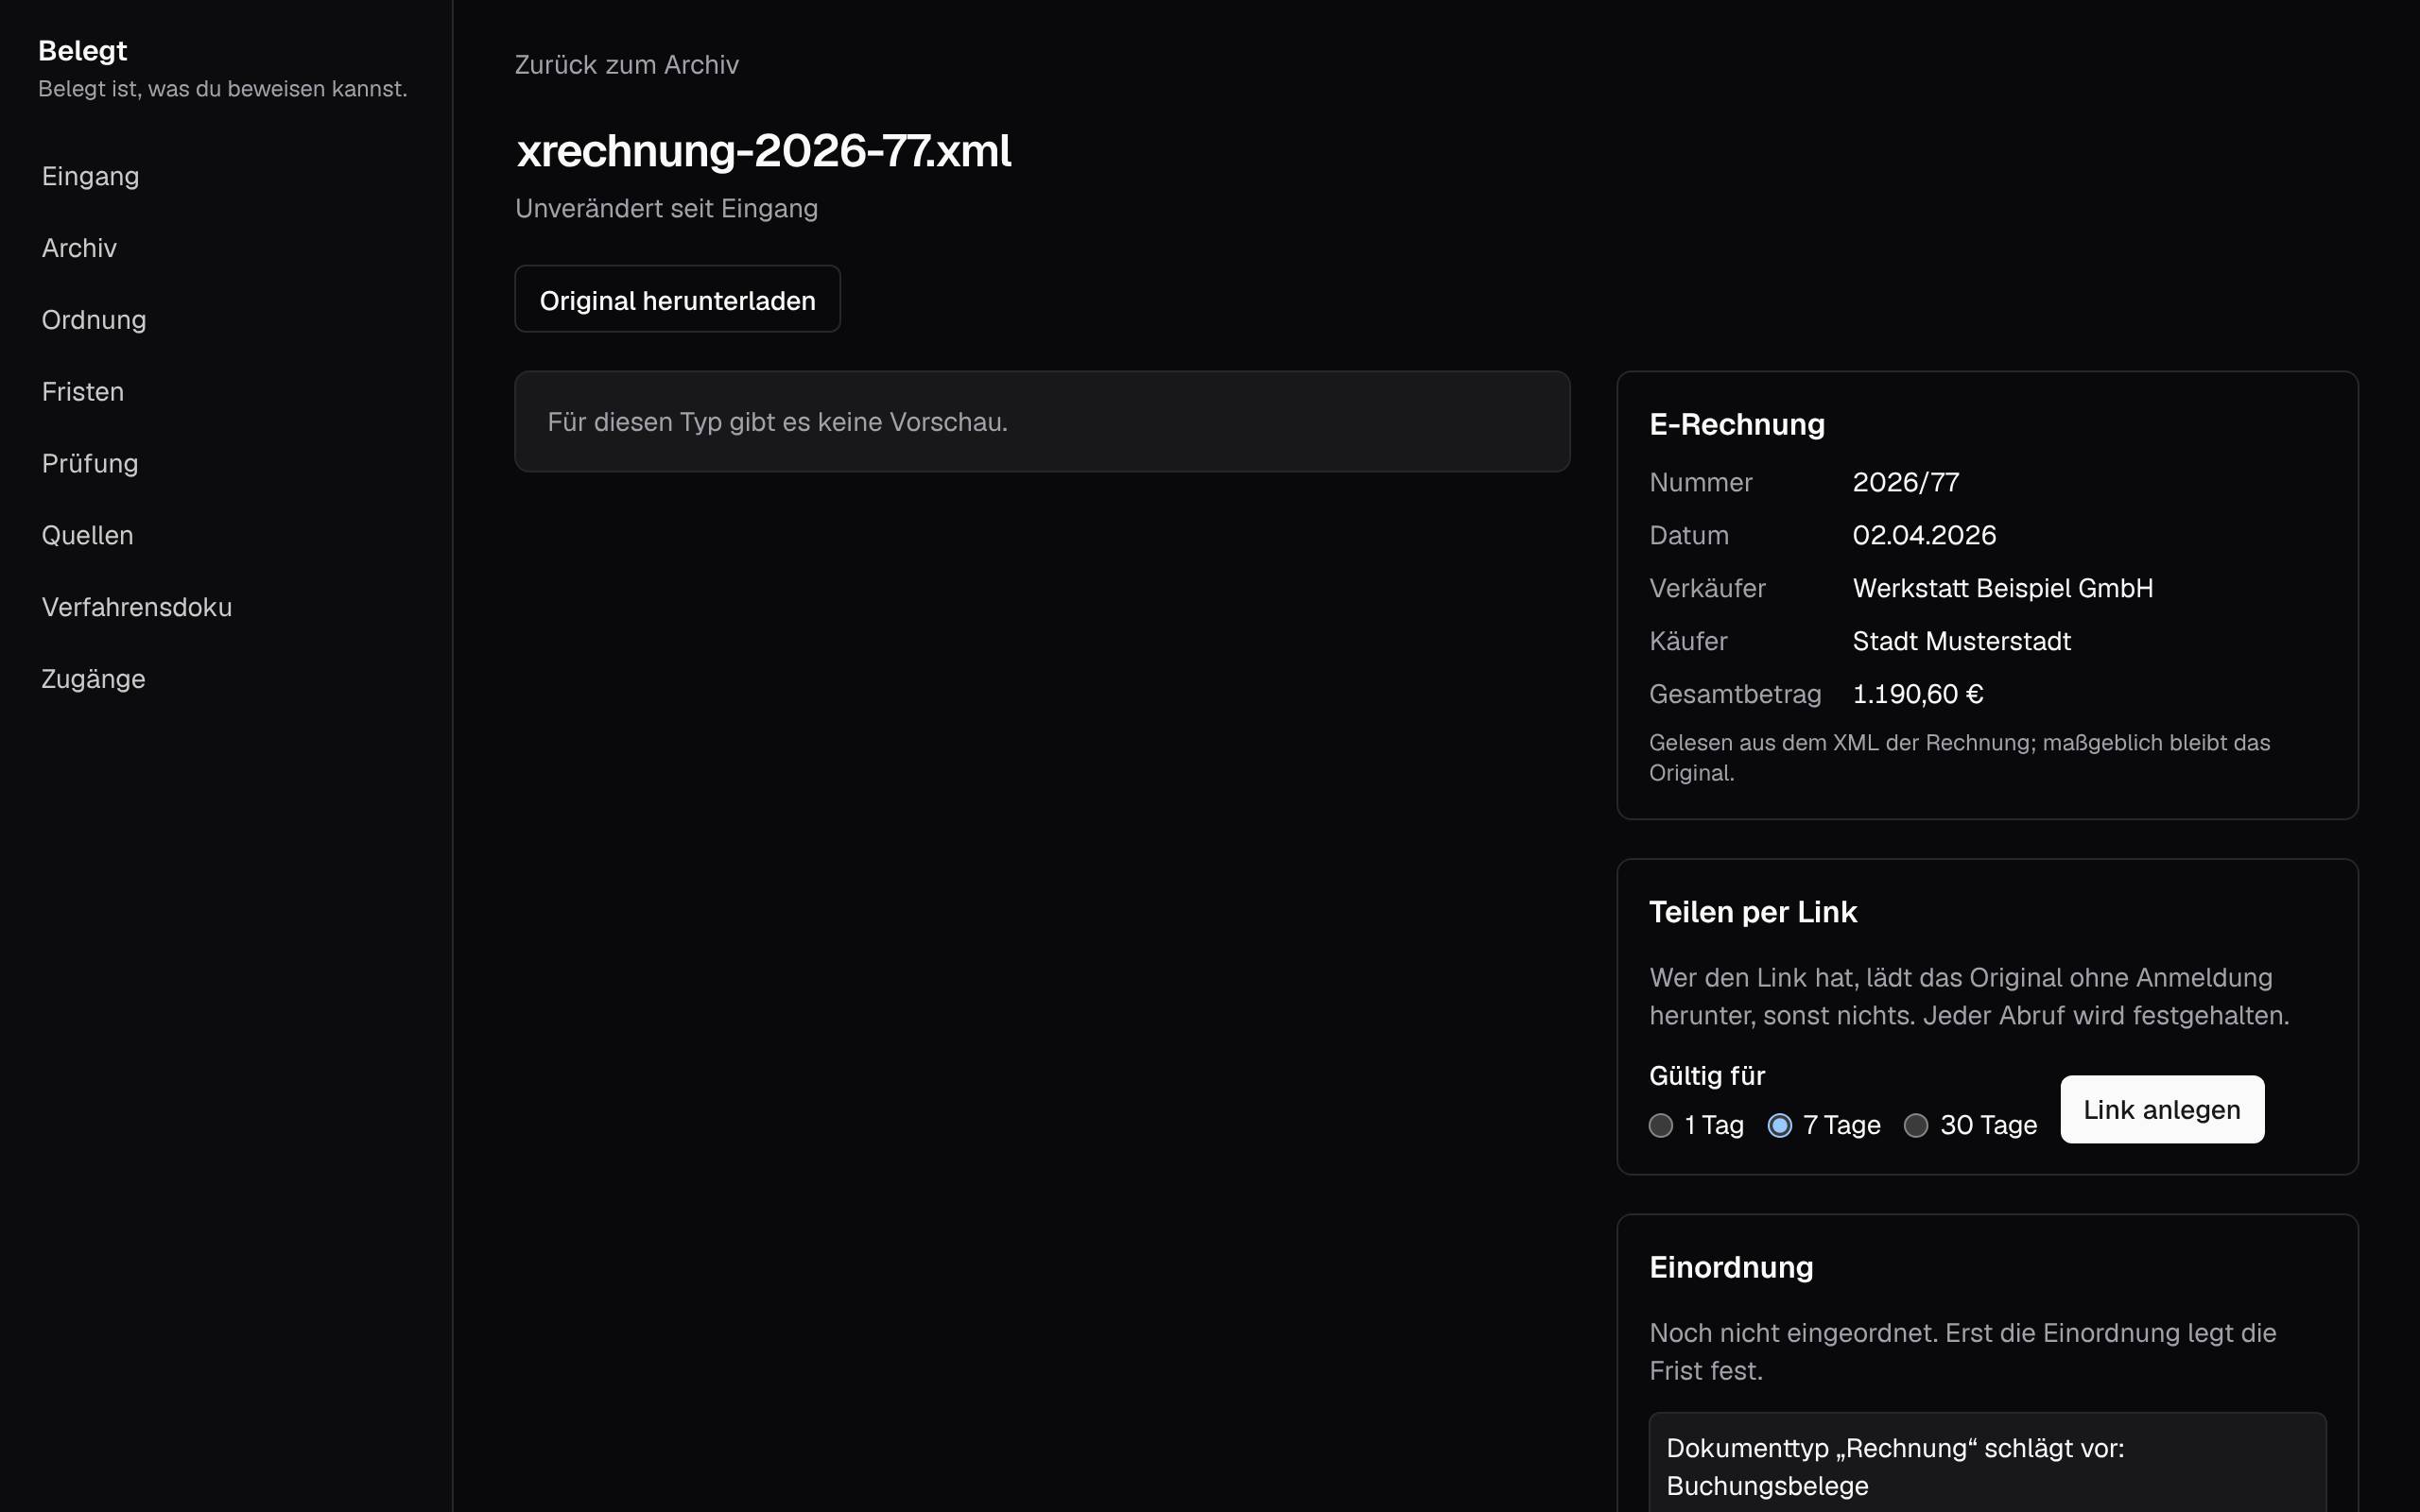 Belegt
Belegt ist, was du beweisen kannst.
Eingang
Archiv
Ordnung
Fristen
Prüfung
Quellen
Verfahrensdoku
Zugänge
Zurück zum Archiv
xrechnung-2026-77.xml
Unverändert seit Eingang
Original herunterladen
Für diesen Typ gibt es keine Vorschau.
E-Rechnung
Nummer 2026/77
Datum 02.04.2026
Verkäufer Werkstatt Beispiel GmbH
Käufer Stadt Musterstadt
Gesamtbetrag 1.190,60 €
Gelesen aus dem XML der Rechnung; maßgeblich bleibt das
Original.
Teilen per Link
Wer den Link hat, lädt das Original ohne Anmeldung
herunter, sonst nichts. Jeder Abruf wird festgehalten.
Gültig für
1 Tag 7 Tage 30 Tage Link anlegen
Einordnung
Noch nicht eingeordnet. Erst die Einordnung legt die
Frist fest.
Dokumenttyp „Rechnung“ schlägt vor:
Buchungsbelege